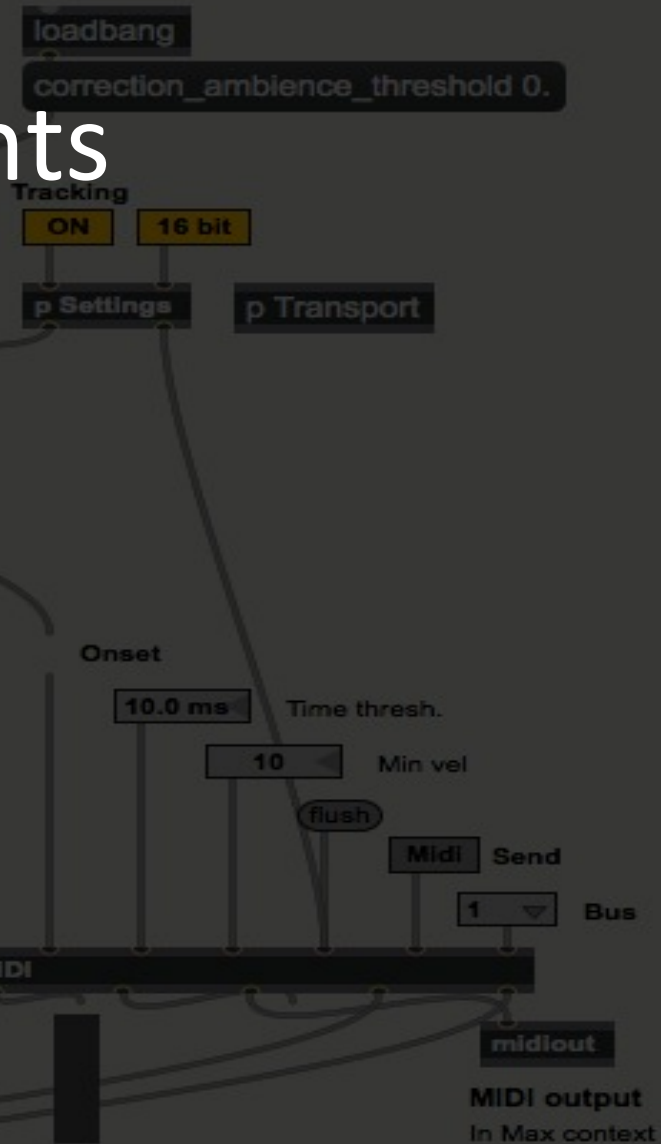 loadbang
correction_ambience_threshold 0.
nts
Tracking
ON 16 bit
p Settings p Transport
Onset
10.0 ms Time thresh.
10 Min vel
flush
Midi Send
1 Bus
IDI
midiout
MIDI output
In Max context